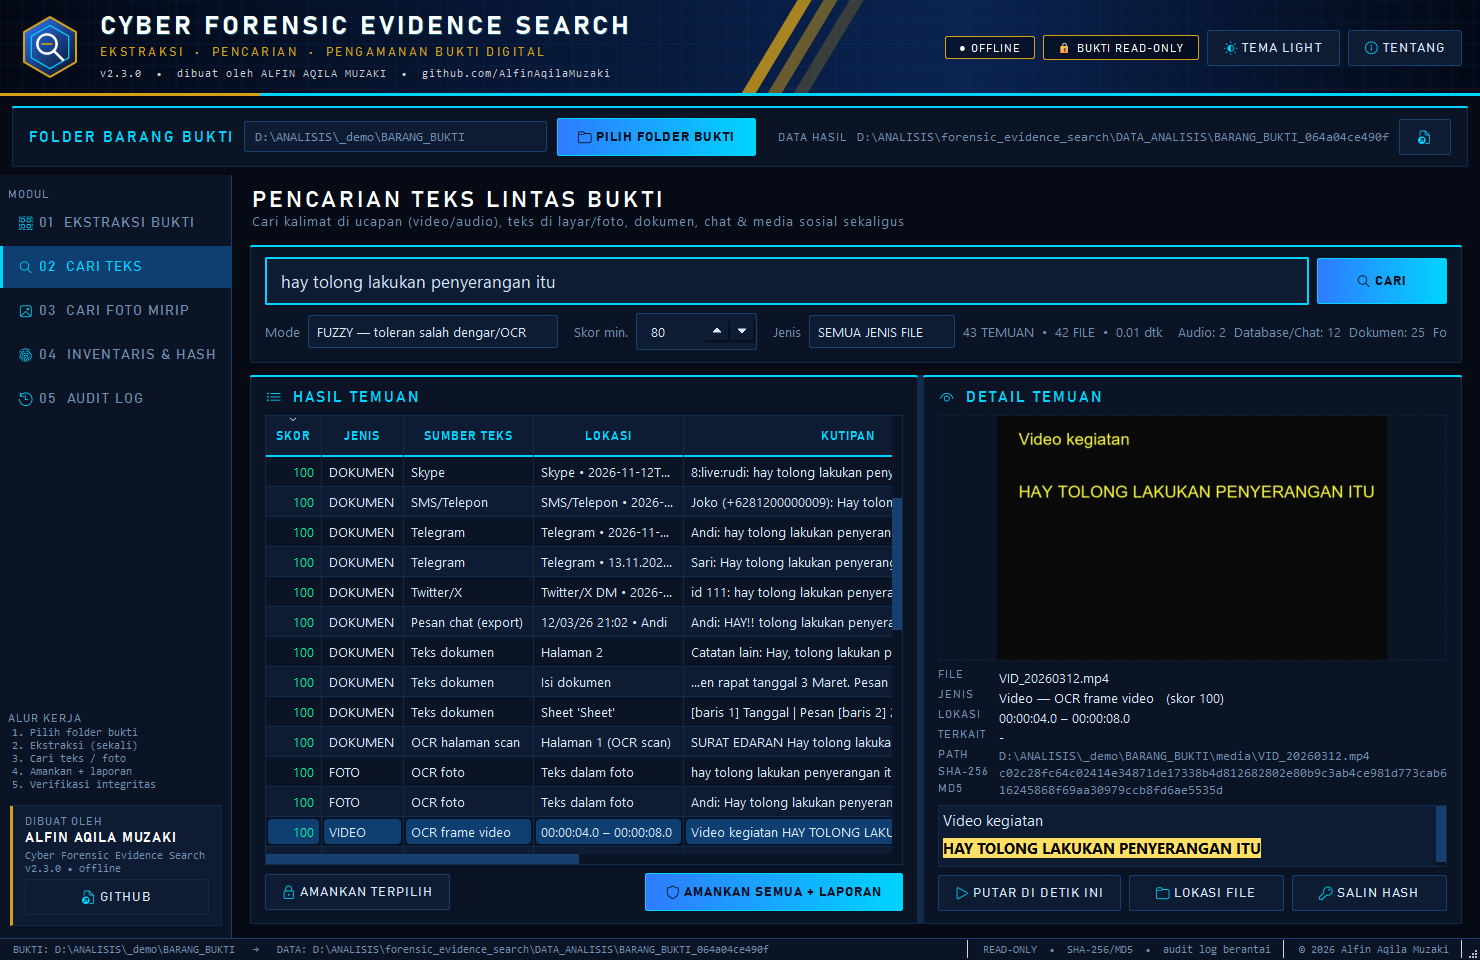 CYBER FORENSIC EVIDENCE SEARCH
EKSTRAKSI • PENCARIAN • PENGAMANAN BUKTI DIGITAL
v2.3.0 • dibuat oleh ALFIN AQILA MUZAKI • github.com/AlfinAqilaMuzaki
● OFFLINE
BUKTI READ-ONLY
TEMA LIGHT
TENTANG
FOLDER BARANG BUKTI
D:\ANALISIS\_demo\BARANG_BUKTI
PILIH FOLDER BUKTI
DATA HASIL D:\ANALISIS\forensic_evidence_search\DATA_ANALISIS\BARANG_BUKTI_064a04ce490f
MODUL
01 EKSTRAKSI BUKTI
02 CARI TEKS
03 CARI FOTO MIRIP
04 INVENTARIS & HASH
05 AUDIT LOG
ALUR KERJA
1. Pilih folder bukti
2. Ekstraksi (sekali)
3. Cari teks / foto
4. Amankan + laporan
5. Verifikasi integritas
DIBUAT OLEH
ALFIN AQILA MUZAKI
Cyber Forensic Evidence Search
v2.3.0 • offline
GITHUB
PENCARIAN TEKS LINTAS BUKTI
Cari kalimat di ucapan (video/audio), teks di layar/foto, dokumen, chat & media sosial sekaligus
hay tolong lakukan penyerangan itu
CARI
Mode FUZZY — toleran salah dengar/OCR Skor min. 80 Jenis SEMUA JENIS FILE 43 TEMUAN • 42 FILE • 0.01 dtk Audio: 2 Database/Chat: 12 Dokumen: 25 Fo
HASIL TEMUAN
SKOR JENIS SUMBER TEKS LOKASI KUTIPAN
100 DOKUMEN Skype Skype • 2026-11-12T... 8:live:rudi: hay tolong lakukan peny
100 DOKUMEN SMS/Telepon SMS/Telepon • 2026-... Joko (+6281200000009): Hay tolon
100 DOKUMEN Telegram Telegram • 2026-11-... Andi: hay tolong lakukan penyeran
100 DOKUMEN Telegram Telegram • 13.11.202... Sari: Hay tolong lakukan penyerang
100 DOKUMEN Twitter/X Twitter/X DM • 2026-... id 111: hay tolong lakukan penyera
100 DOKUMEN Pesan chat (export) 12/03/26 21:02 • Andi Andi: HAY!! tolong lakukan penyera
100 DOKUMEN Teks dokumen Halaman 2 Catatan lain: Hay, tolong lakukan p
100 DOKUMEN Teks dokumen Isi dokumen ...en rapat tanggal 3 Maret. Pesan
100 DOKUMEN Teks dokumen Sheet 'Sheet' [baris 1] Tanggal | Pesan [baris 2]
100 DOKUMEN OCR halaman scan Halaman 1 (OCR scan) SURAT EDARAN Hay tolong lakuka
100 FOTO OCR foto Teks dalam foto hay tolong lakukan penyerangan it
100 FOTO OCR foto Teks dalam foto Andi: Hay tolong lakukan penyeran
100 VIDEO OCR frame video 00:00:04.0 – 00:00:08.0 Video kegiatan HAY TOLONG LAKU
AMANKAN TERPILIH
AMANKAN SEMUA + LAPORAN
DETAIL TEMUAN
Video kegiatan
HAY TOLONG LAKUKAN PENYERANGAN ITU
FILE VID_20260312.mp4
JENIS Video — OCR frame video (skor 100)
LOKASI 00:00:04.0 – 00:00:08.0
TERKAIT -
PATH D:\ANALISIS\_demo\BARANG_BUKTI\media\VID_20260312.mp4
SHA-256 c02c28fc64c02414e34871de17338b4d812682802e80b9c3ab4ce981d773cab6
MD5 16245868f69aa30979ccb8fd6ae5535d
Video kegiatan
HAY TOLONG LAKUKAN PENYERANGAN ITU
PUTAR DI DETIK INI
LOKASI FILE
SALIN HASH
BUKTI: D:\ANALISIS\_demo\BARANG_BUKTI → DATA: D:\ANALISIS\forensic_evidence_search\DATA_ANALISIS\BARANG_BUKTI_064a04ce490f
READ-ONLY • SHA-256/MD5 • audit log berantai
© 2026 Alfin Aqila Muzaki